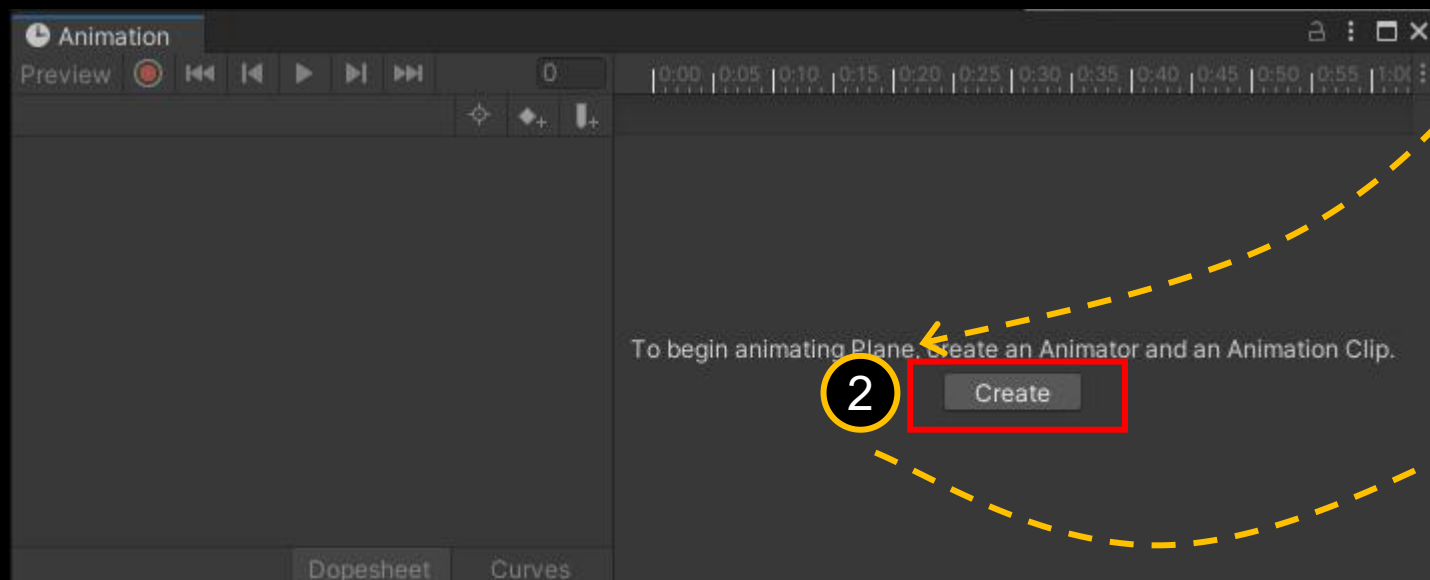 Animation
Preview 0 0:00 0:05 0:10 0:15 0:20 0:25 0:30 0:35 0:40 0:45 0:50 0:55
To begin animating Plane, create an Animator and an Animation Clip.
2 Create
Dopesheet Curves